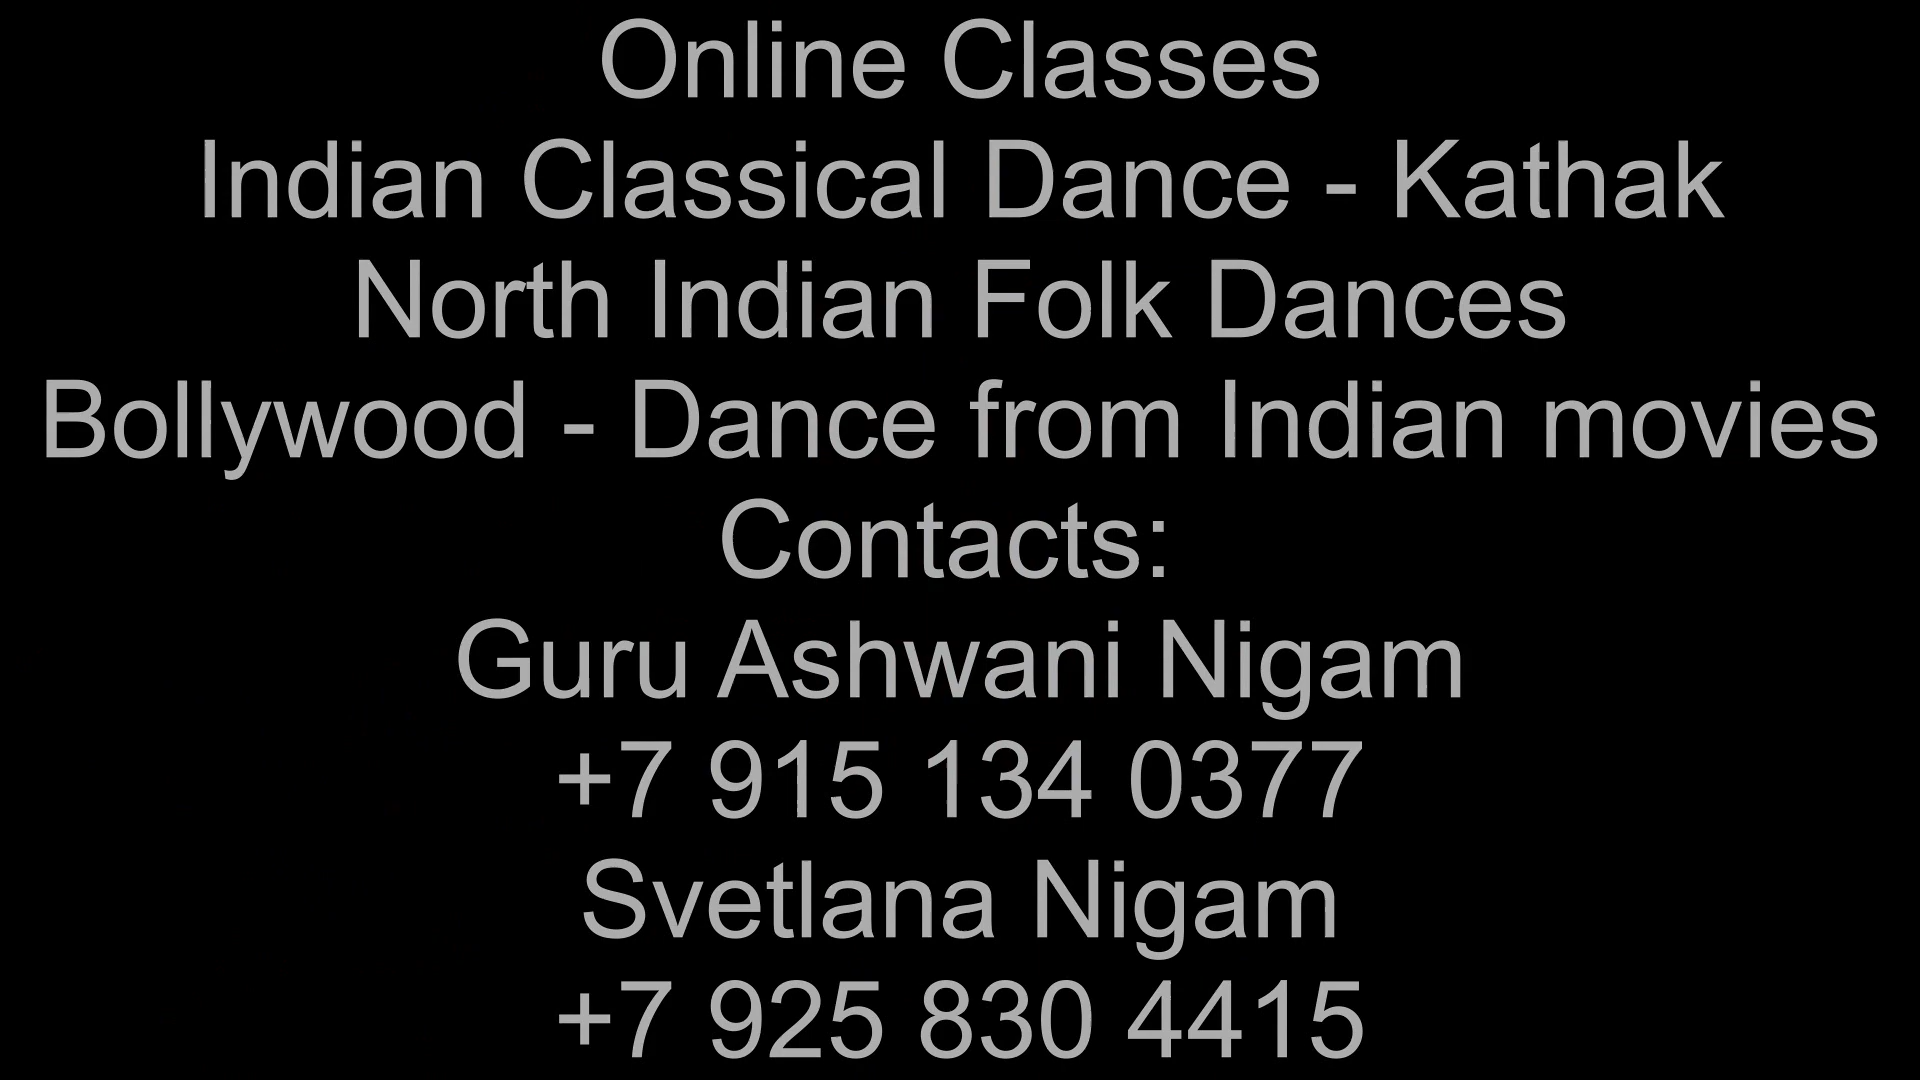 Online Classes
Indian Classical Dance - Kathak
North Indian Folk Dances
Bollywood - Dance from Indian movies
Contacts:
Guru Ashwani Nigam
+7 915 134 0377
Svetlana Nigam
+7 925 830 4415